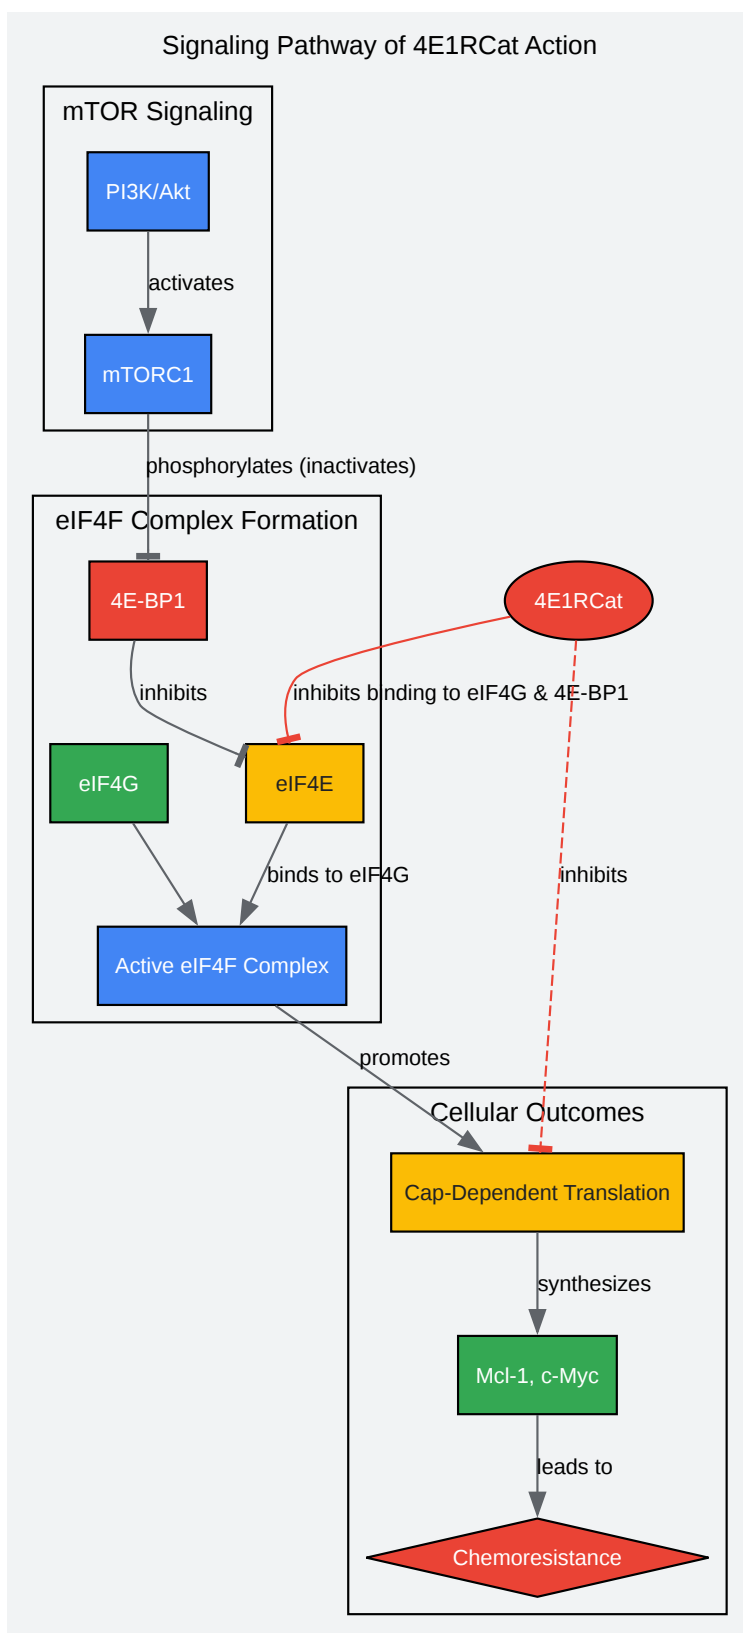 Signaling Pathway of 4E1RCat Action
mTOR Signaling
PI3K/Akt
activates
mTORC1
phosphorylates (inactivates)
eIF4F Complex Formation
4E-BP1
4E1RCat
inhibits
inhibits binding to eIF4G & 4E-BP1
eIF4G
eIF4E
binds to eIF4G
inhibits
Active eIF4F Complex
promotes
Cellular Outcomes
Cap-Dependent Translation
synthesizes
Mcl-1, c-Myc
leads to
Chemoresistance